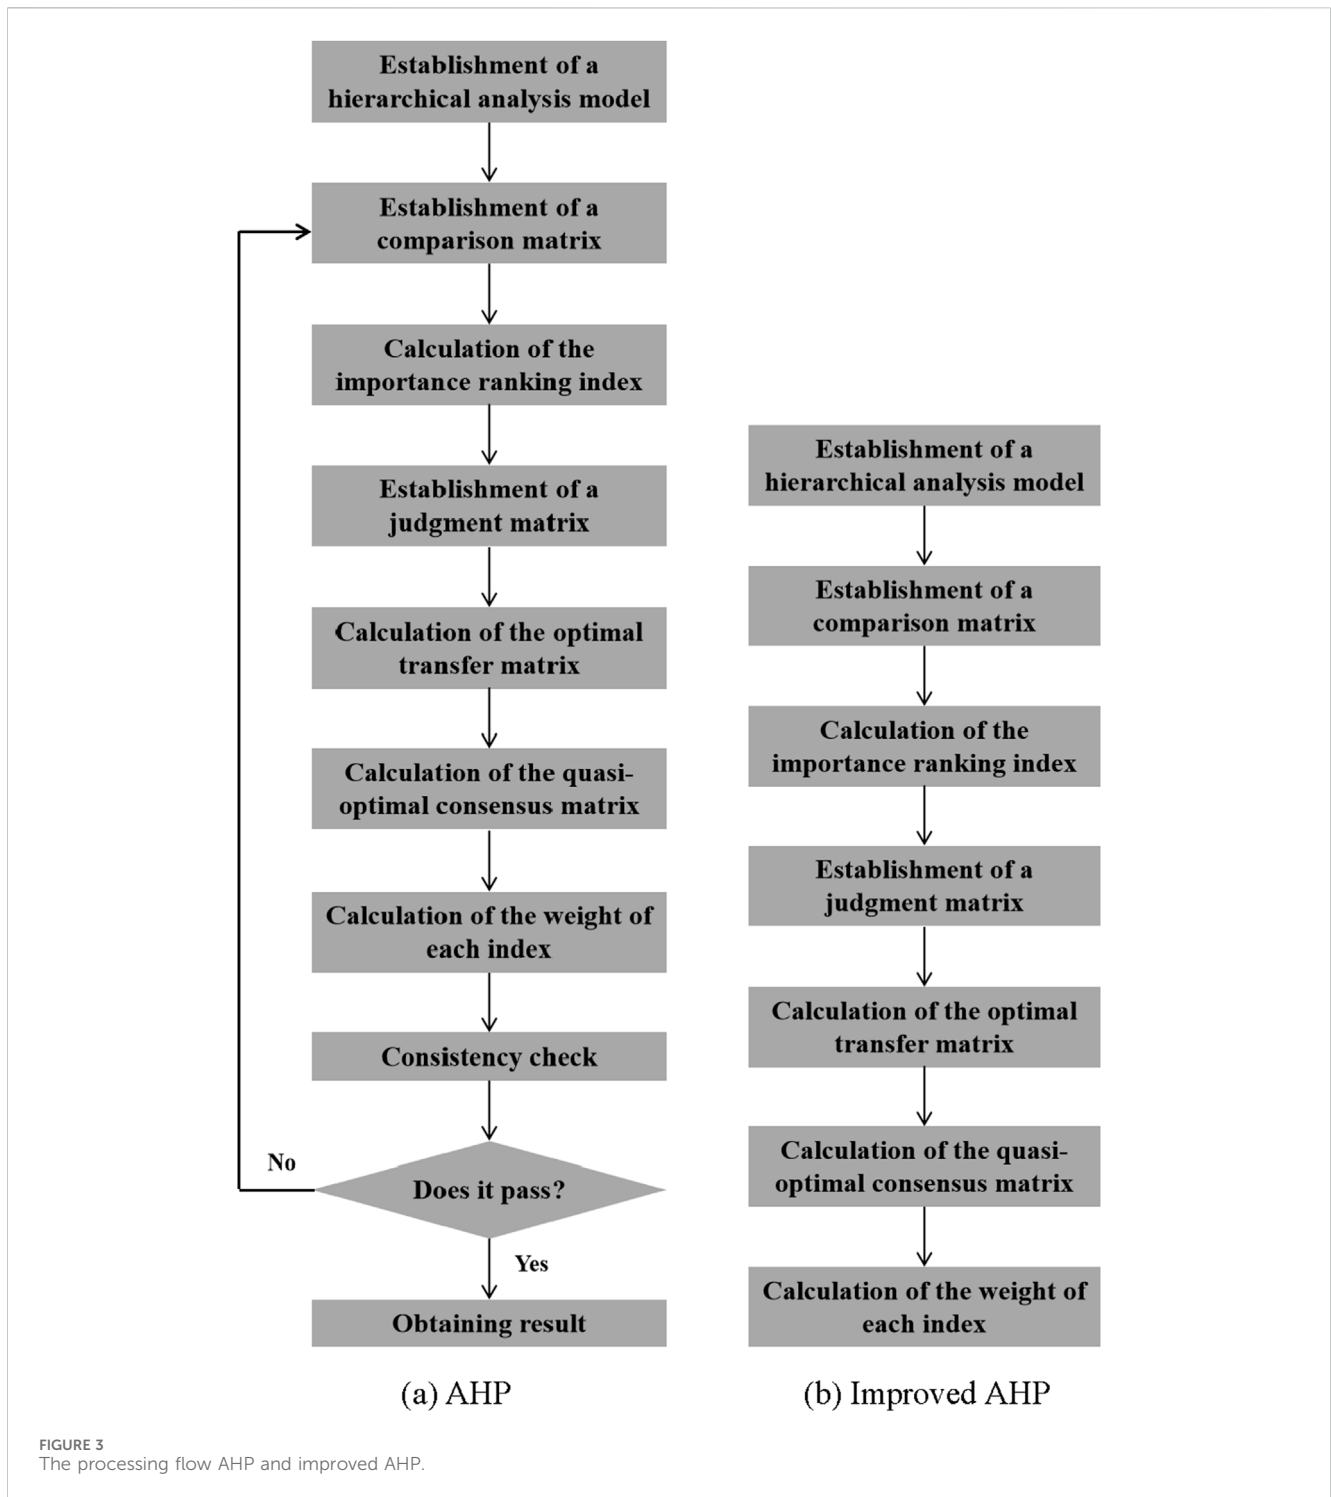 Establishment of a
hierarchical analysis model
Establishment of a
comparison matrix
Calculation of the
importance ranking index
Establishment of a
judgment matrix
Calculation of the optimal
transfer matrix
Calculation of the quasi-
optimal consensus matrix
Calculation of the weight of
each index
Consistency check
No
Does it pass?
Yes
Obtaining result
(a) AHP
Establishment of a
hierarchical analysis model
Establishment of a
comparison matrix
Calculation of the
importance ranking index
Establishment of a
judgment matrix
Calculation of the optimal
transfer matrix
Calculation of the quasi-
optimal consensus matrix
Calculation of the weight of
each index
(b) Improved AHP
FIGURE 3
The processing flow AHP and improved AHP.